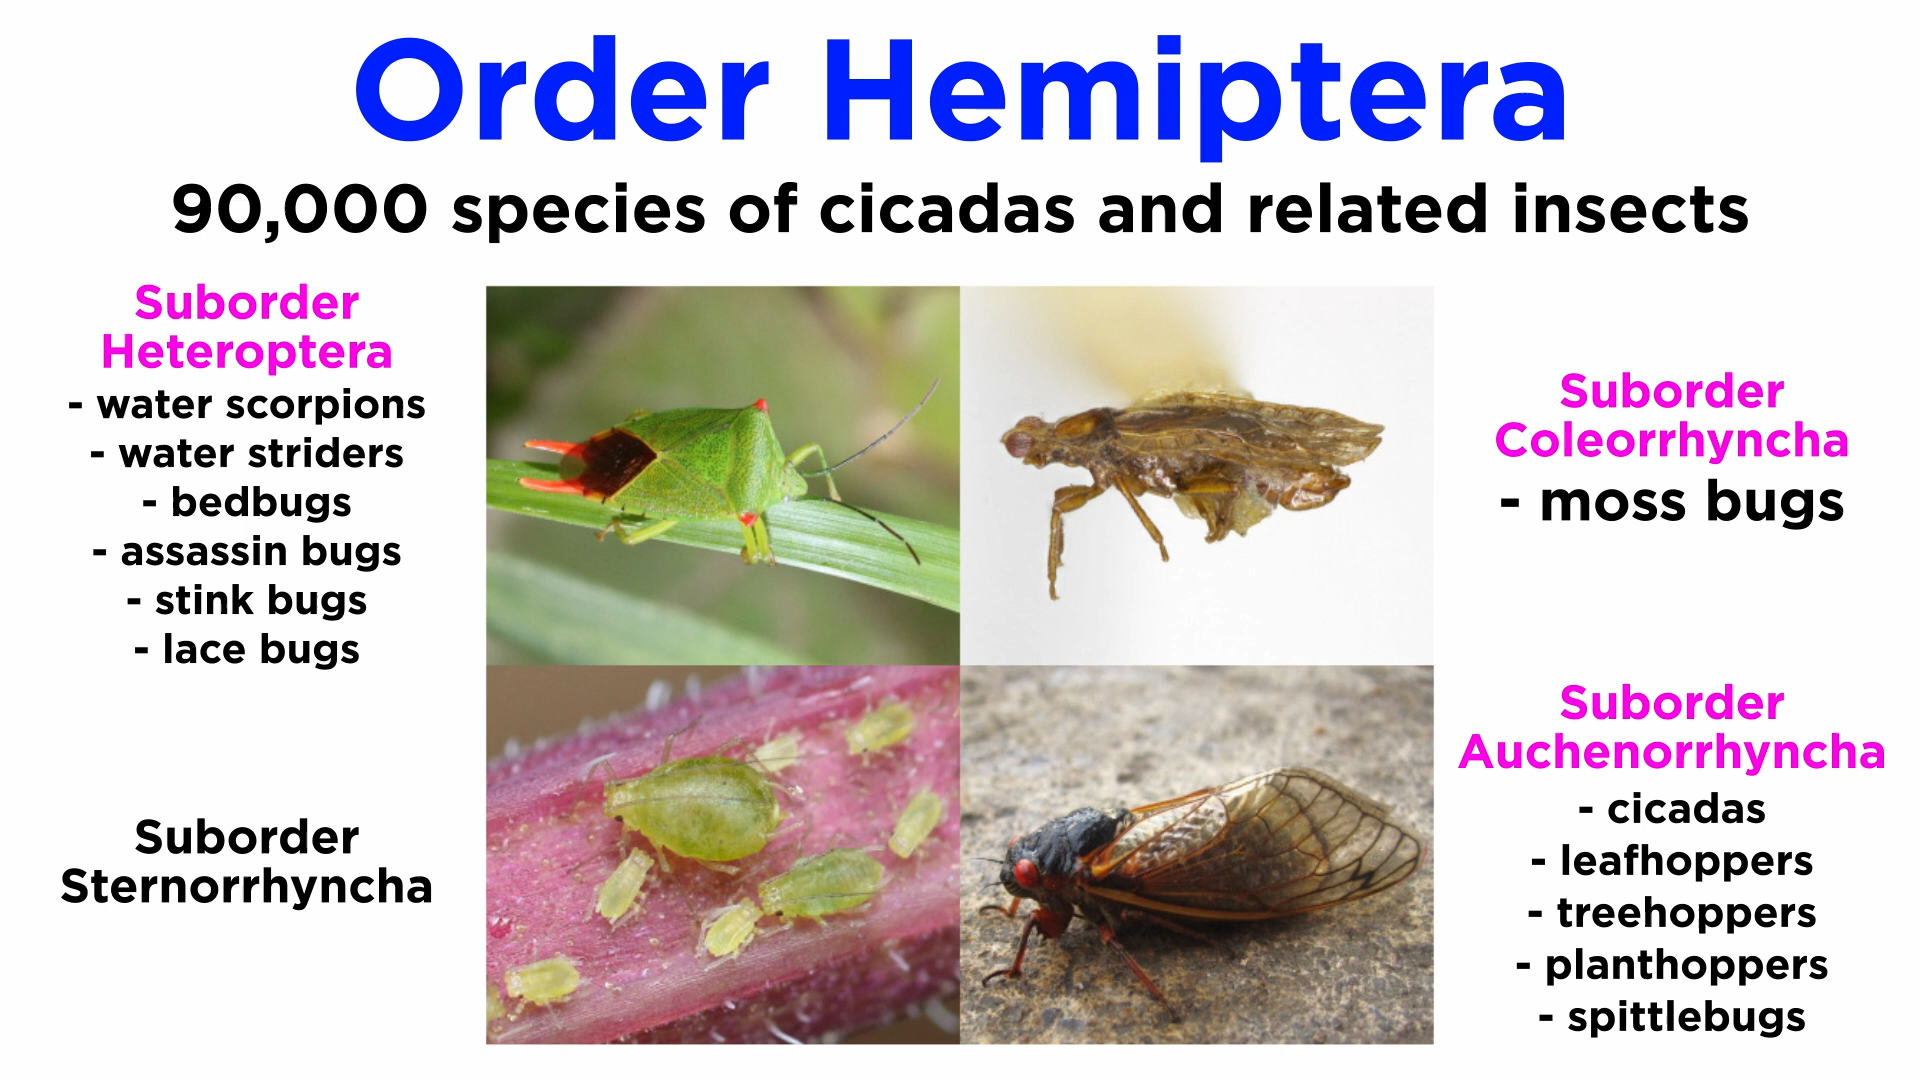 Order Hemiptera
90,000 species of cicadas and related insects
Suborder
Heteroptera
- water scorpions
- water striders
- bedbugs
- assassin bugs
- stink bugs
- lace bugs
Suborder
Sternorrhyncha
Suborder
Coleorrhyncha
- moss bugs
Suborder
Auchenorrhyncha
- cicadas
- leafhoppers
- treehoppers
- planthoppers
- spittlebugs